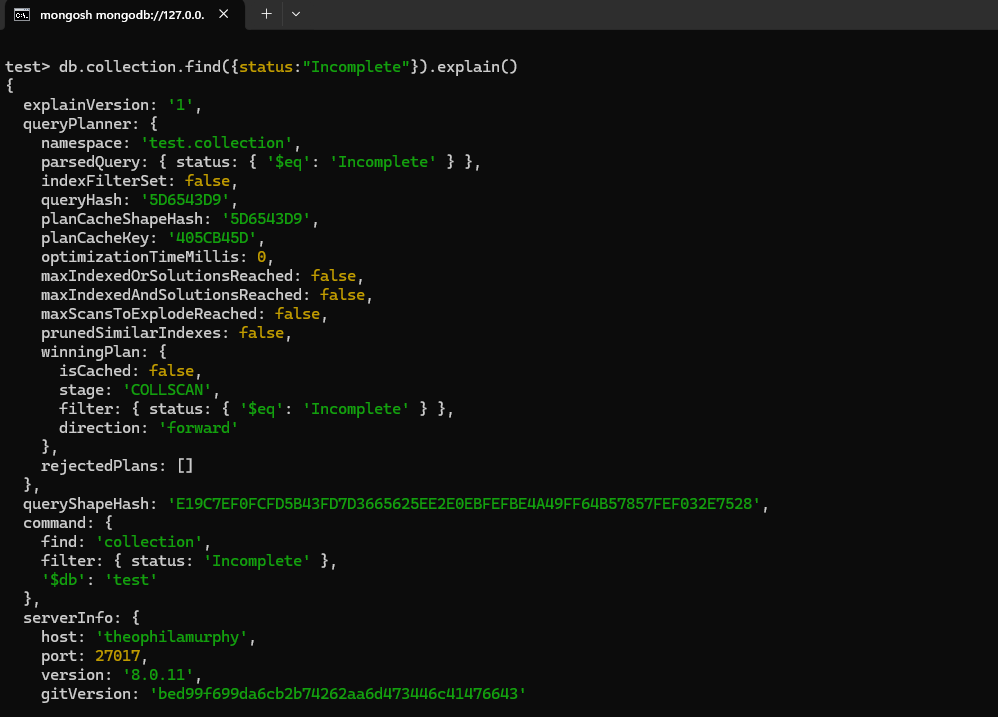 mongosh mongodb://127.0.0.
test> db.collection.find({status:"Incomplete"}).explain()
{
  explainVersion: '1',
  queryPlanner: {
    namespace: 'test.collection',
    parsedQuery: { status: { '$eq': 'Incomplete' } },
    indexFilterSet: false,
    queryHash: '5D6543D9',
    planCacheShapeHash: '5D6543D9',
    planCacheKey: '405CB45D',
    optimizationTimeMillis: 0,
    maxIndexedOrSolutionsReached: false,
    maxIndexedAndSolutionsReached: false,
    maxScansToExplodeReached: false,
    prunedSimilarIndexes: false,
    winningPlan: {
      isCached: false,
      stage: 'COLLSCAN',
      filter: { status: { '$eq': 'Incomplete' } },
      direction: 'forward'
    },
    rejectedPlans: []
  },
  queryShapeHash: 'E19C7EF0FCFD5B43FD7D3665625EE2E0EBFEFBE4A49FF64B57857FEF032E7528',
  command: {
    find: 'collection',
    filter: { status: 'Incomplete' },
    '$db': 'test'
  },
  serverInfo: {
    host: 'theophilamurphy',
    port: 27017,
    version: '8.0.11',
    gitVersion: 'bed99f699da6cb2b74262aa6d473446c41476643'